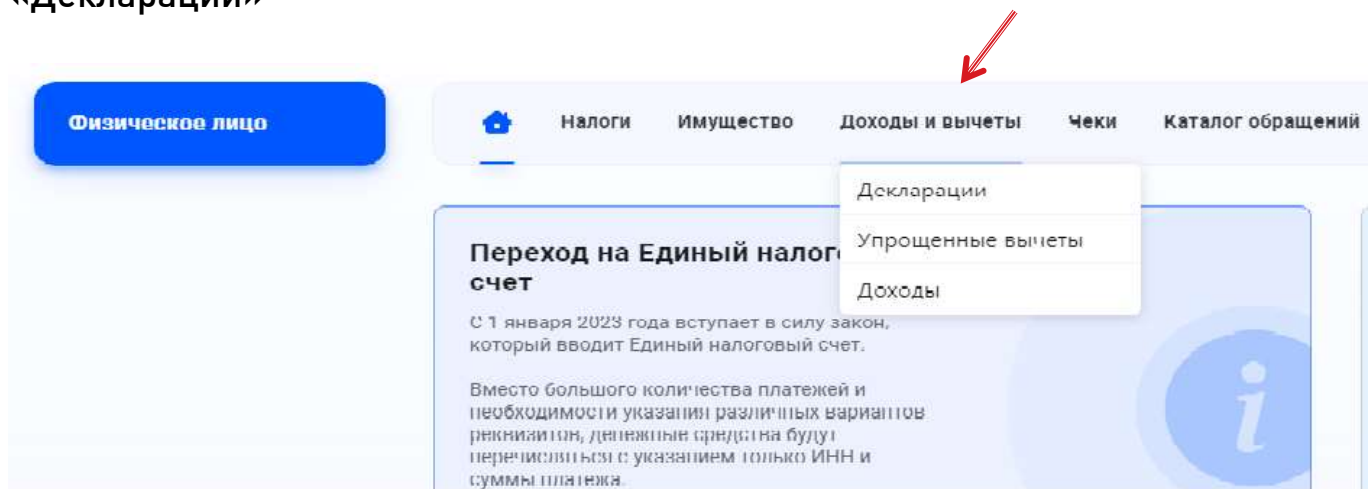 «Декларации»
Физическое лицо
Налоги Имущество Доходы и вычеты Чеки Каталог обращений
Декларации
Упрощенные вычеты
Доходы
Переход на Единый налог
счет
С 1 января 2023 года вступает в силу закон,
который вводит Единый налоговый счет.
Вместо большого количества платежей и
необходимости указания различных вариантов
реквизитов, денежные средства будут
перечисляться с указанием только ИНН и
суммы платежа.